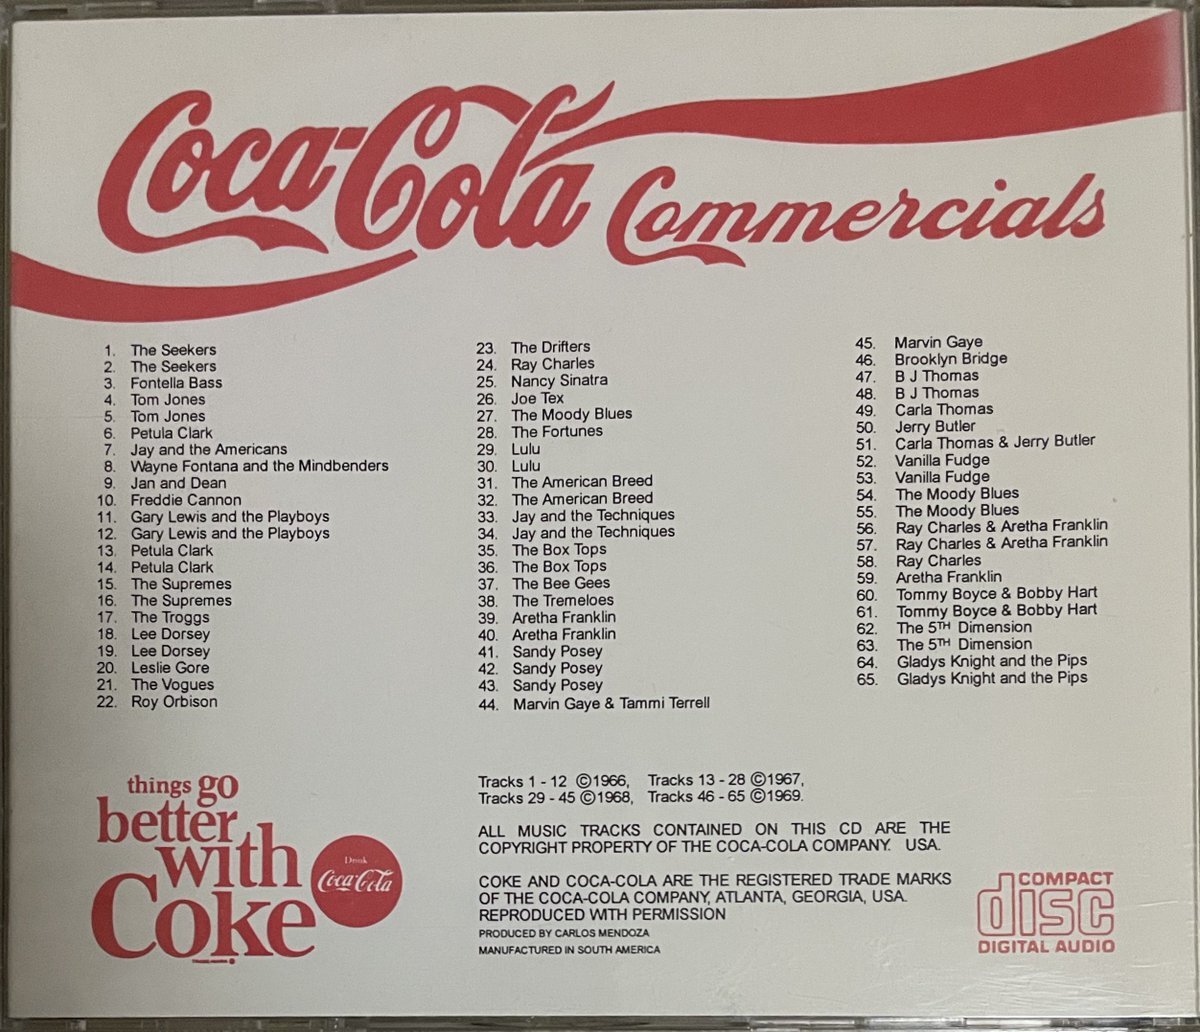 Coca-Cola Commercials
1. The Seekers
2. The Seekers
3. Fontella Bass
4. Tom Jones
5. Tom Jones
6. Petula Clark
7. Jay and the Americans
8. Wayne Fontana and the Mindbenders
9. Jan and Dean
10. Freddie Cannon
11. Gary Lewis and the Playboys
12. Gary Lewis and the Playboys
13. Petula Clark
14. Petula Clark
15. The Supremes
16. The Supremes
17. The Troggs
18. Lee Dorsey
19. Lee Dorsey
20. Leslie Gore
21. The Vogues
22. Roy Orbison
23. The Drifters
24. Ray Charles
25. Nancy Sinatra
26. Joe Tex
27. The Moody Blues
28. The Fortunes
29. Lulu
30. Lulu
31. The American Breed
32. The American Breed
33. Jay and the Techniques
34. Jay and the Techniques
35. The Box Tops
36. The Box Tops
37. The Bee Gees
38. The Tremeloes
39. Aretha Franklin
40. Aretha Franklin
41. Sandy Posey
42. Sandy Posey
43. Sandy Posey
44. Marvin Gaye & Tammi Terrell
45. Marvin Gaye
46. Brooklyn Bridge
47. B J Thomas
48. B J Thomas
49. Carla Thomas
50. Jerry Butler
51. Carla Thomas & Jerry Butler
52. Vanilla Fudge
53. Vanilla Fudge
54. The Moody Blues
55. The Moody Blues
56. Ray Charles & Aretha Franklin
57. Ray Charles & Aretha Franklin
58. Ray Charles
59. Aretha Franklin
60. Tommy Boyce & Bobby Hart
61. Tommy Boyce & Bobby Hart
62. The 5TH Dimension
63. The 5TH Dimension
64. Gladys Knight and the Pips
65. Gladys Knight and the Pips
things go
better
with
Coke
Drink
Coca-Cola
Tracks 1 - 12 ©1966, Tracks 13 - 28 ©1967,
Tracks 29 - 45 ©1968, Tracks 46 - 65 ©1969.
ALL MUSIC TRACKS CONTAINED ON THIS CD ARE THE
COPYRIGHT PROPERTY OF THE COCA-COLA COMPANY. USA.
COKE AND COCA-COLA ARE THE REGISTERED TRADE MARKS
OF THE COCA-COLA COMPANY, ATLANTA, GEORGIA, USA.
REPRODUCED WITH PERMISSION
PRODUCED BY CARLOS MENDOZA
MANUFACTURED IN SOUTH AMERICA
COMPACT
disc
DIGITAL AUDIO